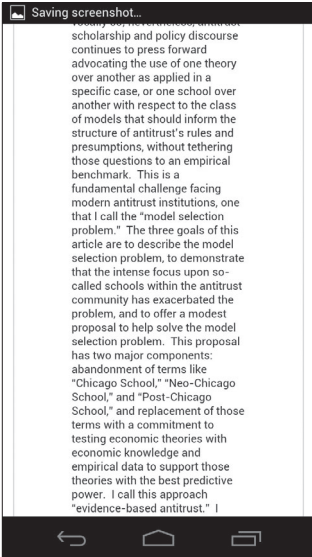 Saving screenshot...
vocally so, nevertheless, antitrust
scholarship and policy discourse
continues to press forward
advocating the use of one theory
over another as applied in a
specific case, or one school over
another with respect to the class
of models that should inform the
structure of antitrust's rules and
presumptions, without tethering
those questions to an empirical
benchmark.  This is a
fundamental challenge facing
modern antitrust institutions, one
that I call the “model selection
problem.”  The three goals of this
article are to describe the model
selection problem, to demonstrate
that the intense focus upon so-
called schools within the antitrust
community has exacerbated the
problem, and to offer a modest
proposal to help solve the model
selection problem.  This proposal
has two major components:
abandonment of terms like
“Chicago School,” “Neo-Chicago
School,” and “Post-Chicago
School,” and replacement of those
terms with a commitment to
testing economic theories with
economic knowledge and
empirical data to support those
theories with the best predictive
power.  I call this approach
“evidence-based antitrust.”  I